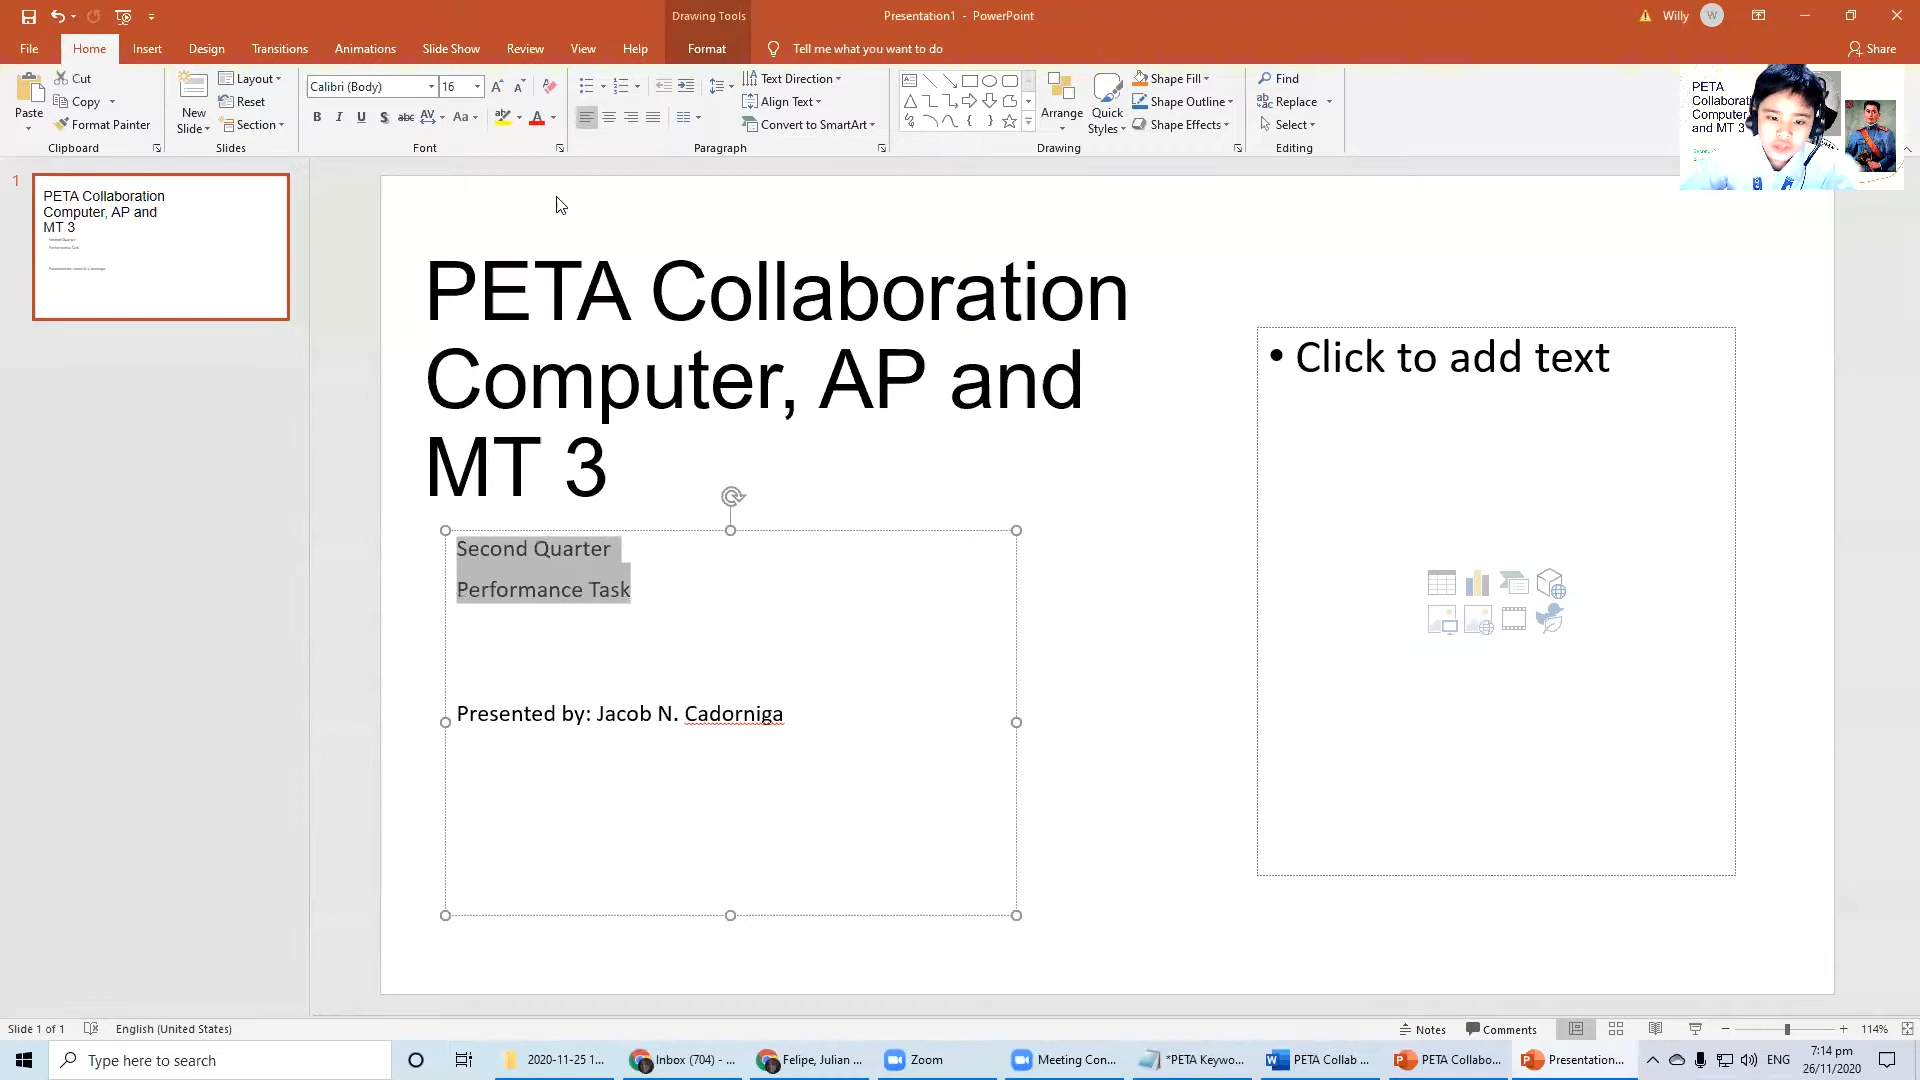 Drawing Tools
Presentation1 - PowerPoint
Willy
W
File
Home
Insert
Design
Transitions
Animations
Slide Show
Review
View
Help
Format
Tell me what you want to do
Share
Paste
Cut
Copy
Format Painter
Clipboard
New
Slide
Layout
Reset
Section
Slides
Calibri (Body)
16
B I U S abc AV Aa A
Font
Text Direction
Align Text
Convert to SmartArt
Paragraph
Arrange
Quick
Styles
Shape Fill
Shape Outline
Shape Effects
Drawing
Find
Replace
Select
Editing
PETA
Computer
and MT 3
1
PETA Collaboration
Computer, AP and
MT 3
Second Quarter
Performance Task
PETA Collaboration
Computer, AP and
MT 3
Second Quarter
Performance Task
Presented by: Jacob N. Cadorniga
• Click to add text
Slide 1 of 1
English (United States)
Notes
Comments
114%
Type here to search
2020-11-25 1...
Inbox (704) - ...
Felipe, Julian ...
Zoom
Meeting Con...
*PETA Keywo...
PETA Collab ...
PETA Collabo...
Presentation...
ENG
7:14 pm
26/11/2020